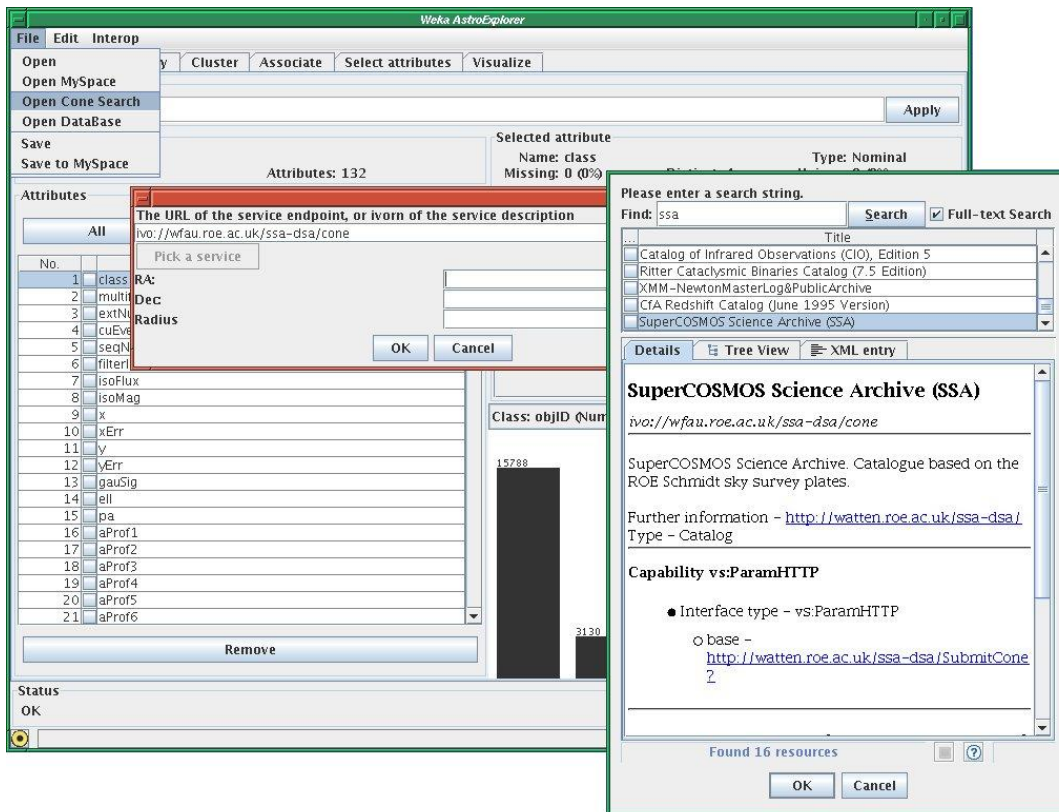 Weka AstroExplorer
File Edit Interop
Open
Open MySpace
Open Cone Search
Open DataBase
Save
Save to MySpace
Cluster Associate Select attributes Visualize
Apply
Attributes: 132
Selected attribute
Name: class Type: Nominal
Missing: 0 (0%)
Attributes
All
No.
1 class
2
3
4
5
6
7 isoFlux
8 isoMag
9 x
10 xErr
11 y
12 yErr
13 gauSig
14 ell
15 pa
16 aProf1
17 aProf2
18 aProf3
19 aProf4
20 aProf5
21 aProf6
Remove
Status
OK
Class: objID
15788
3130
The URL of the service endpoint, or ivorn of the service description
ivo://wfau.roe.ac.uk/ssa-dsa/cone
Pick a service
RA:
Dec:
Radius
OK Cancel
Please enter a search string.
Find: ssa Search Full-text Search
... Title
Catalog of Infrared Observations (CIO), Edition 5
Ritter Cataclysmic Binaries Catalog (7.5 Edition)
XMM-NewtonMasterLog&PublicArchive
CfA Redshift Catalog (June 1995 Version)
SuperCOSMOS Science Archive (SSA)
Details Tree View XML entry
SuperCOSMOS Science Archive (SSA)
ivo://wfau.roe.ac.uk/ssa-dsa/cone
SuperCOSMOS Science Archive. Catalogue based on the
ROE Schmidt sky survey plates.
Further information – http://watten.roe.ac.uk/ssa-dsa/
Type – Catalog
Capability vs:ParamHTTP
● Interface type – vs:ParamHTTP
○ base –
http://watten.roe.ac.uk/ssa-dsa/SubmitCone
?
Found 16 resources
OK Cancel